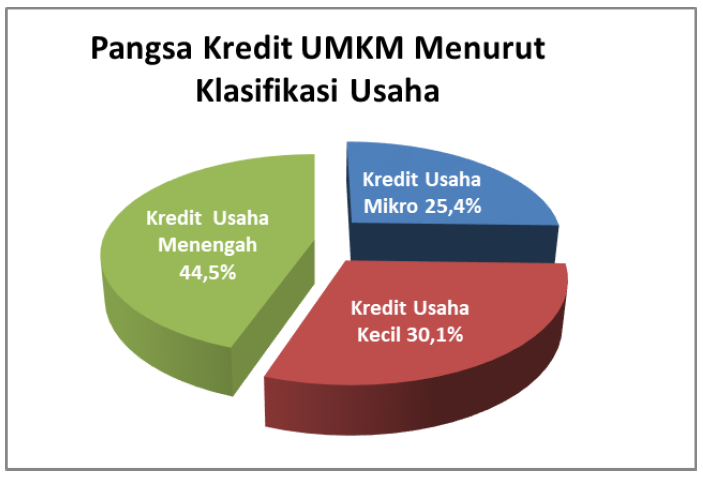 Pangsa Kredit UMKM Menurut
Klasifikasi Usaha
Kredit Usaha
Mikro 25,4%
Kredit Usaha
Menengah
44,5%
Kredit Usaha
Kecil 30,1%